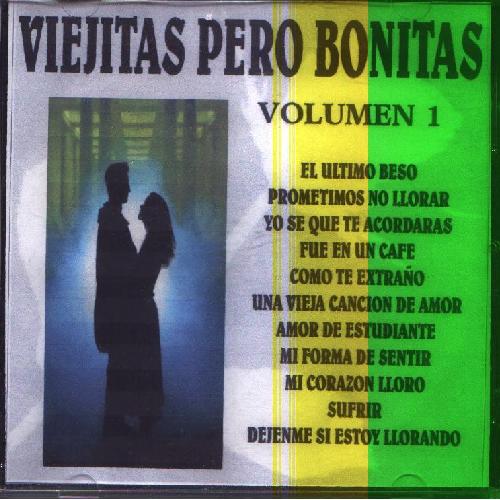 VIEJITAS PERO BONITAS
VOLUMEN 1
EL ULTIMO BESO
PROMETIMOS NO LLORAR
YO SE QUE TE ACORDARAS
FUE EN UN CAFE
COMO TE EXTRAÑO
UNA VIEJA CANCION DE AMOR
AMOR DE ESTUDIANTE
MI FORMA DE SENTIR
MI CORAZON LLORO
SUFRIR
DEJENME SI ESTOY LLORANDO